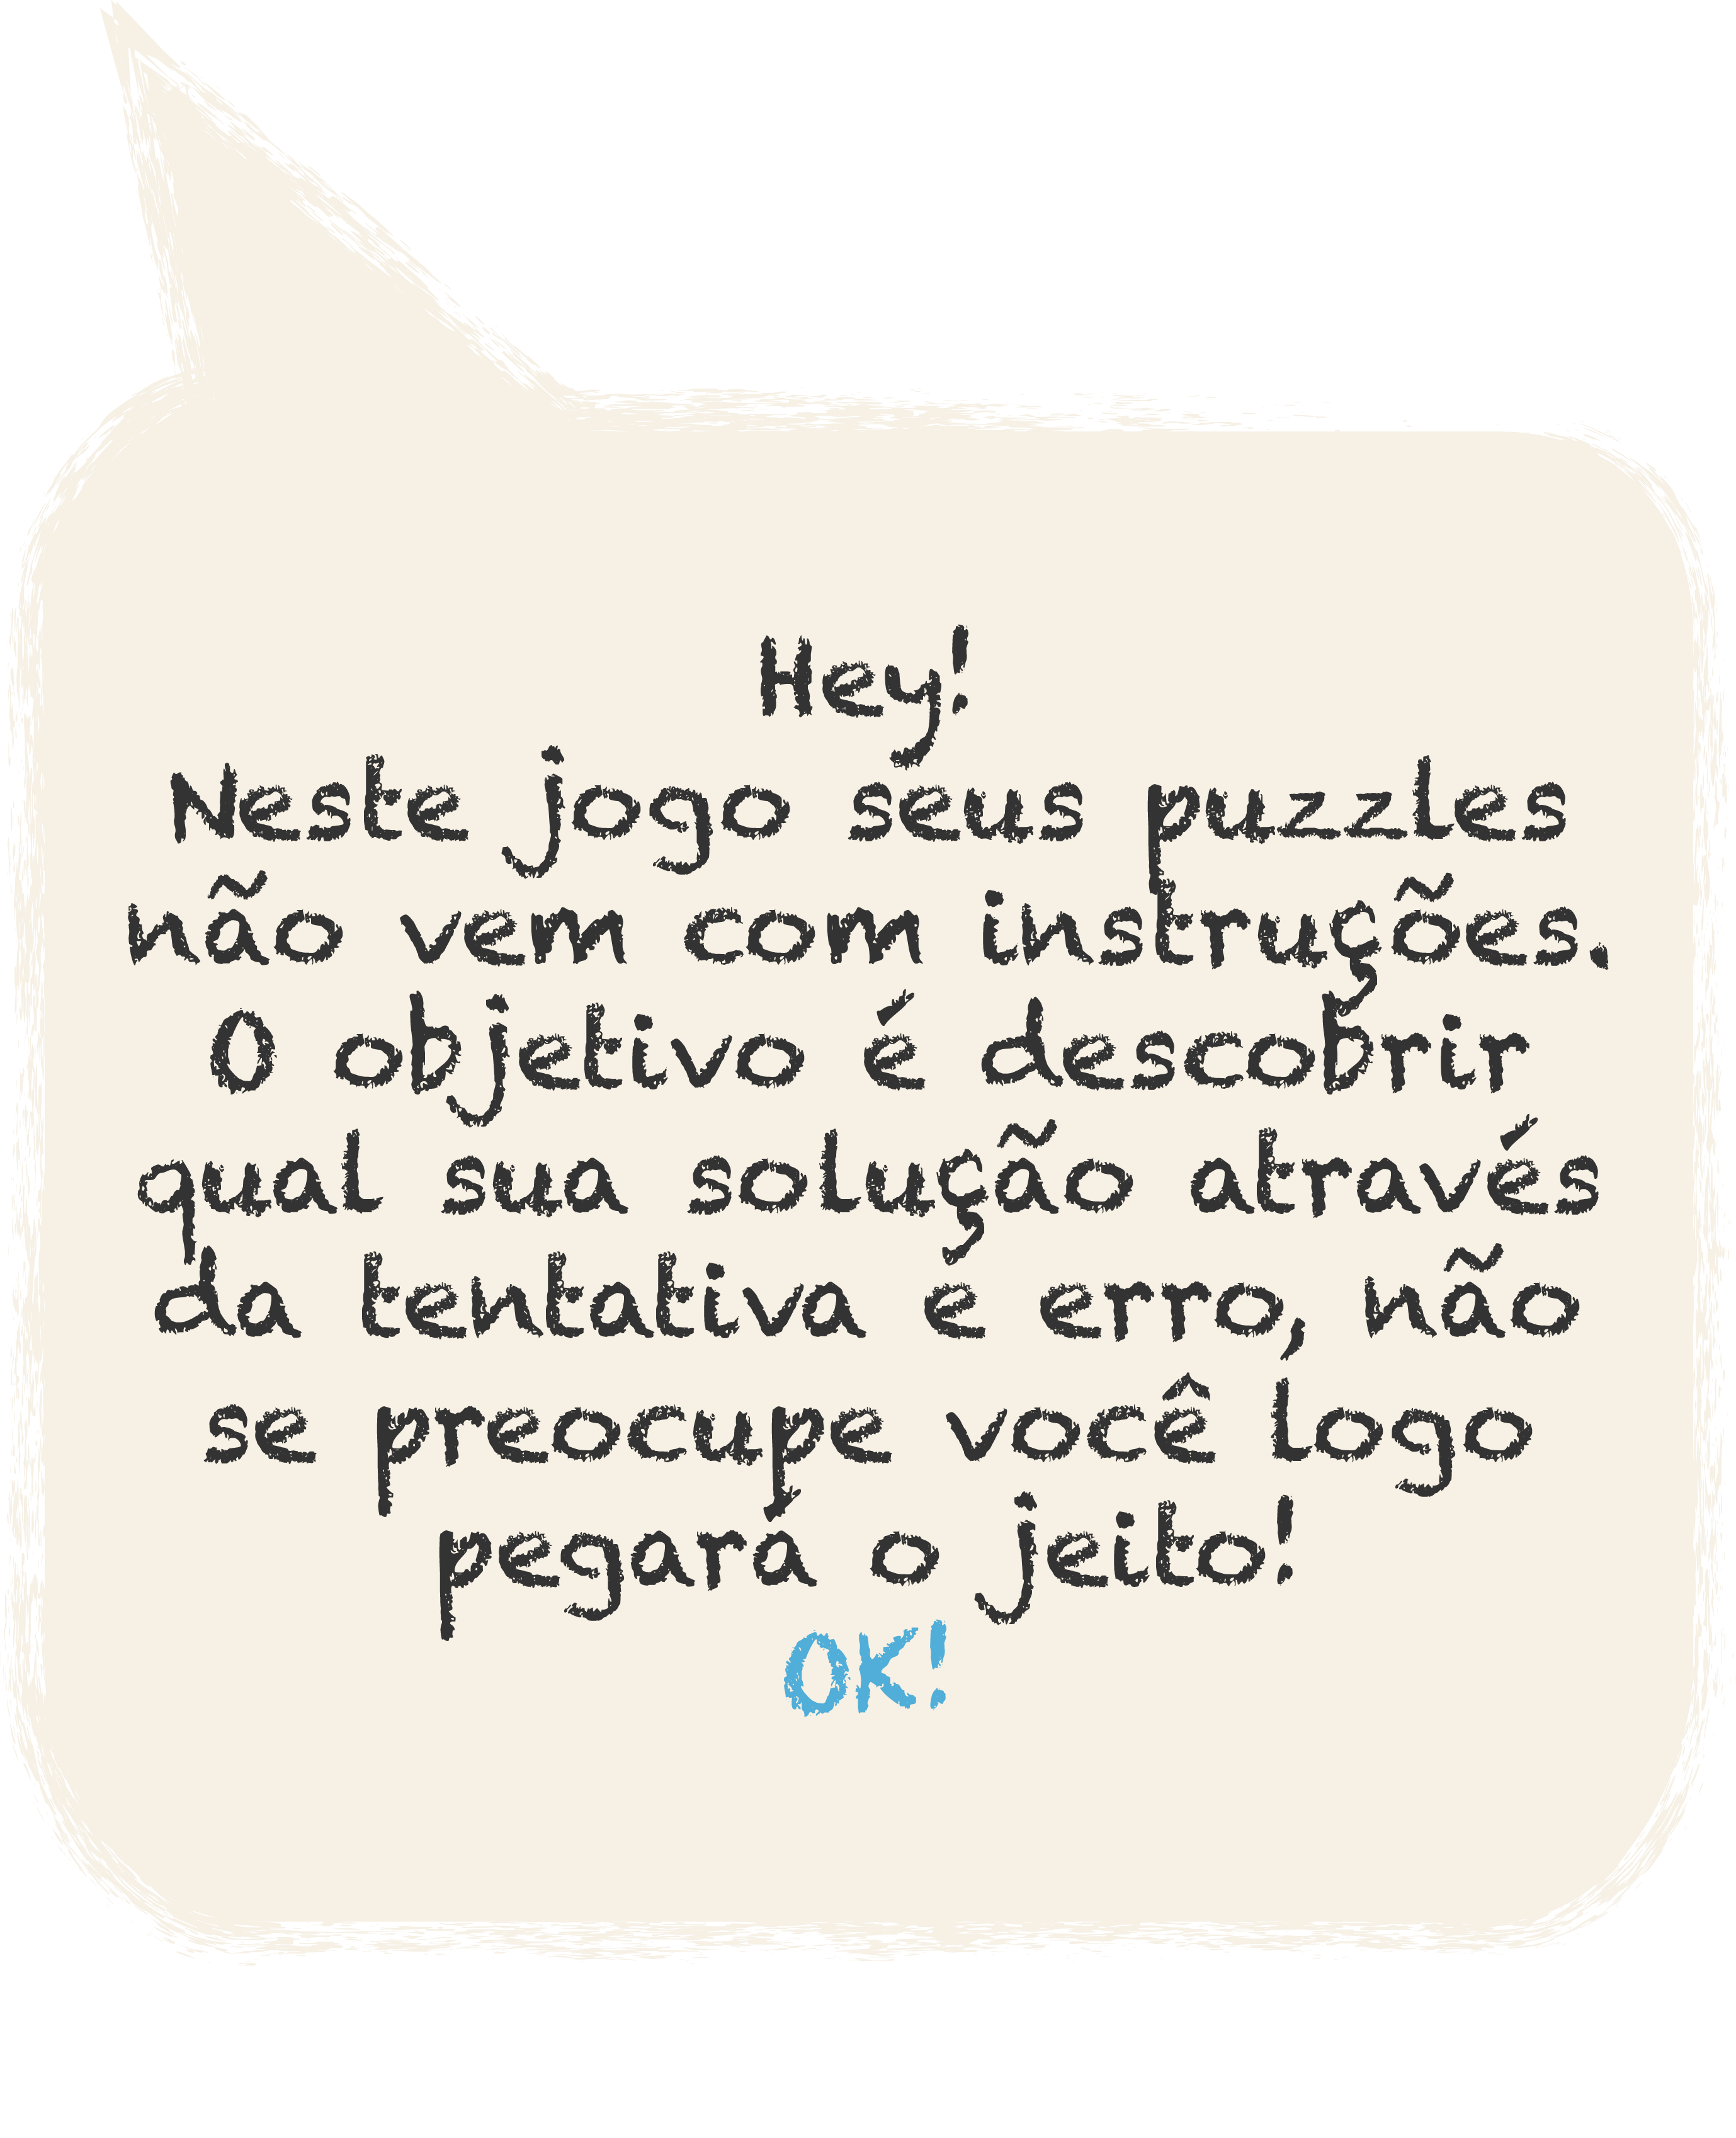 Hey!
Neste jogo seus puzzles
não vem com instruções.
O objetivo é descobrir
qual sua solução através
da tentativa e erro, não
se preocupe você logo
pegará o jeito!
OK!